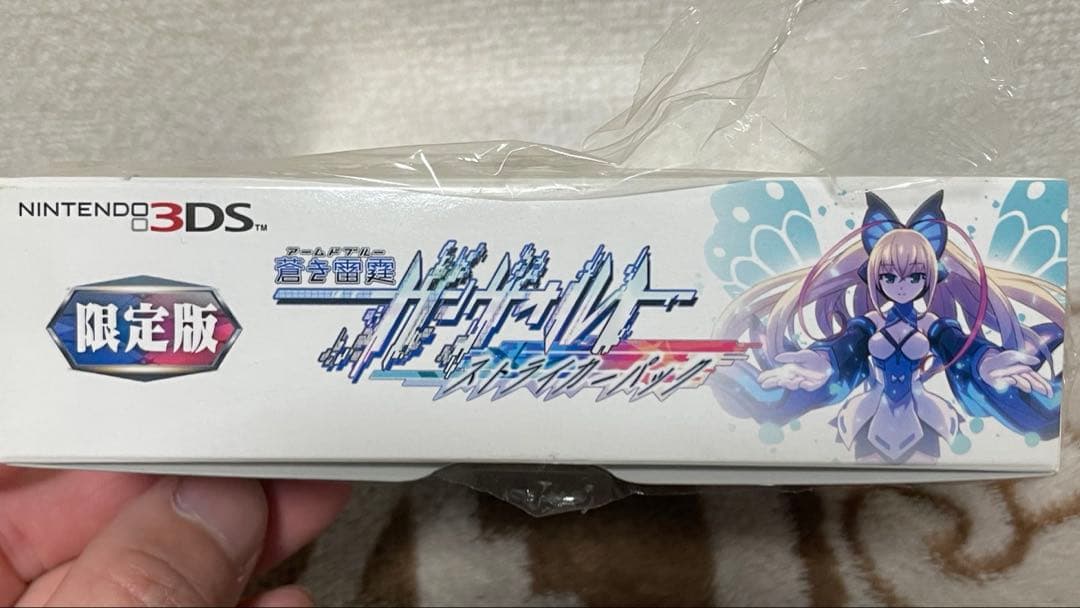 NINTENDO 3DS™
限定版
アームドブルー
蒼き雷霆
ガンヴォルト
ストライカーパック